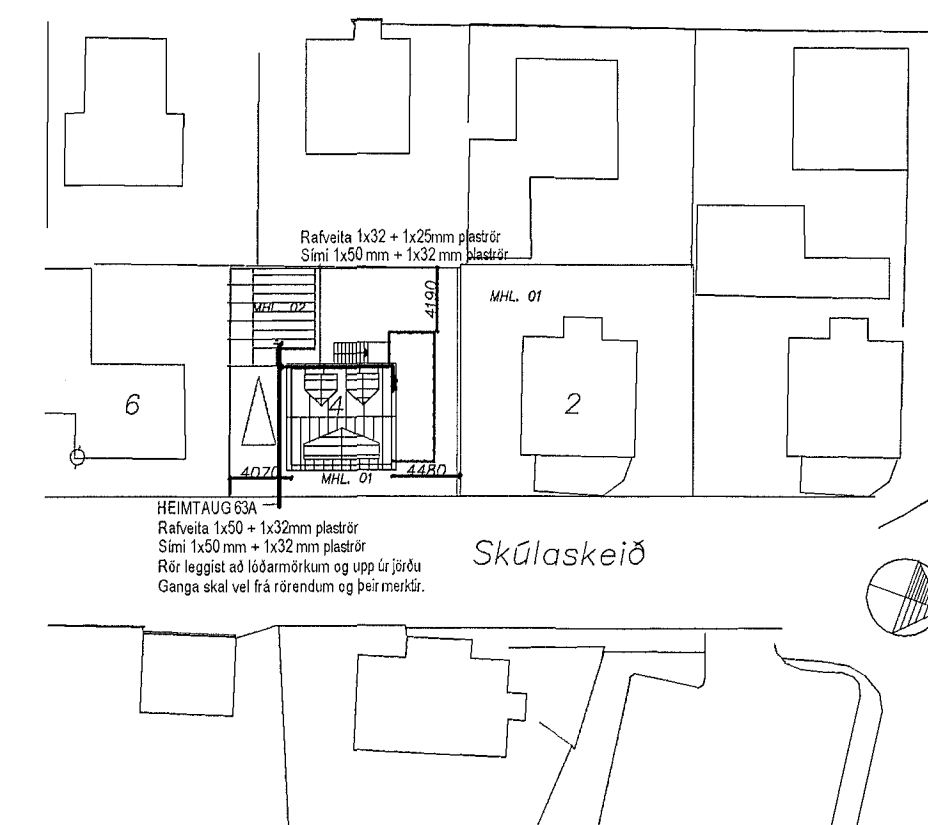 Rafveita 1x32 + 1x25mm plaströr
Sími 1x50 mm + 1x32 mm plaströr
MHL. 02
4190
MHL. 01
6
4
2
4070
MHL. 01
4480
HEIMTAUG 63A
Rafveita 1x50 + 1x32mm plaströr
Sími 1x50 mm + 1x32 mm plaströr
Rör leggist að lóðarmörkum og upp úr jörðu
Ganga skal vel frá rörendum og þeir merktir.
Skúlaskeið